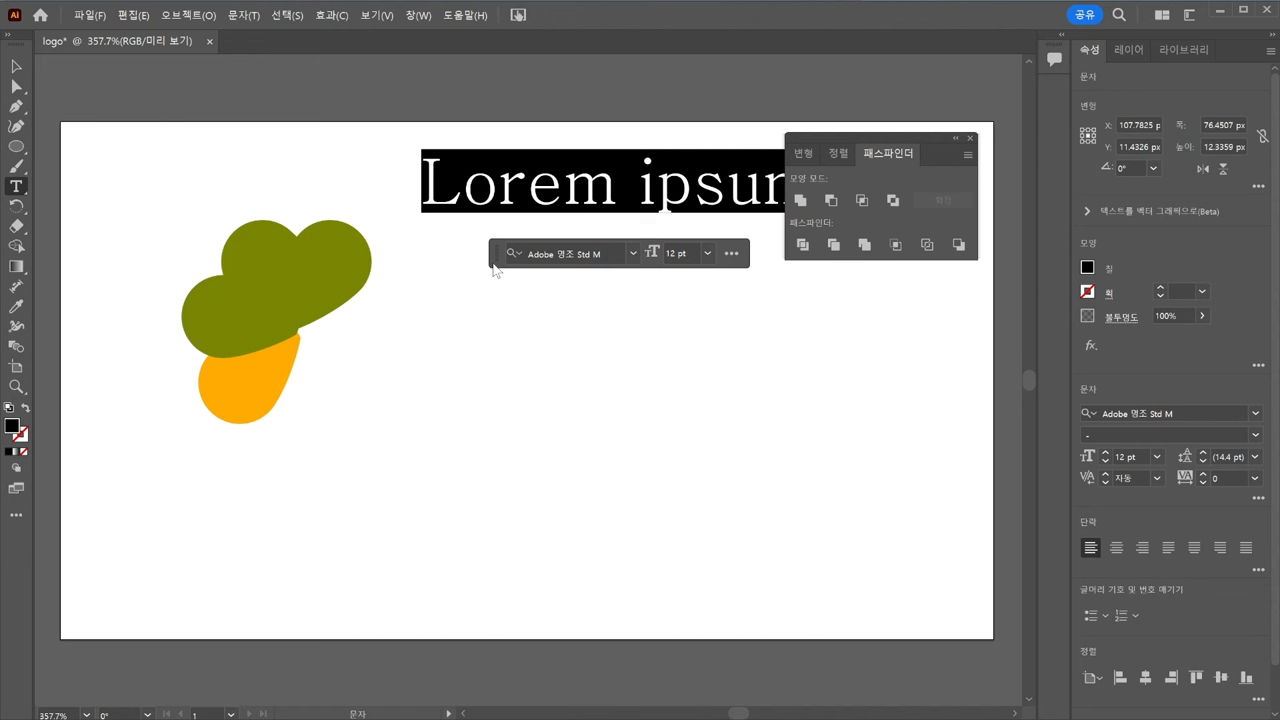 Ai 파일(F) 편집(E) 오브젝트(O) 문자(T) 선택(S) 효과(C) 보기(V) 창(W) 도움말(H) 공유
logo* @ 357.7%(RGB/미리 보기) ×
속성 레이어 라이브러리
문자
변형
X: 107.7825 p 폭: 76.4507 px
Y: 11.4326 px 높이: 12.3359 px
0°
텍스트를 벡터 그래픽으로(Beta)
모양
칠
획
불투명도 100%
fx.
문자
Adobe 명조 Std M
-
12 pt (14.4 pt)
자동 0
단락
글머리 기호 및 번호 매기기
정렬
Lorem ipsum
변형 정렬 패스파인더
모양 모드:
확장
패스파인더:
Adobe 명조 Std M 12 pt
357.7% 0° 1 문자